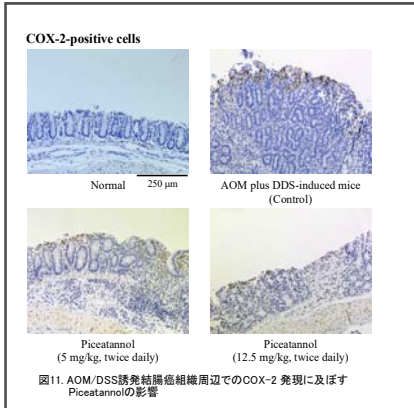 COX-2-positive cells
Normal
250 μm
AOM plus DDS-induced mice
(Control)
Piceatannol
(5 mg/kg, twice daily)
Piceatannol
(12.5 mg/kg, twice daily)
図11. AOM/DSS誘発結腸癌組織周辺でのCOX-2 発現に及ぼす
Piceatannolの影響